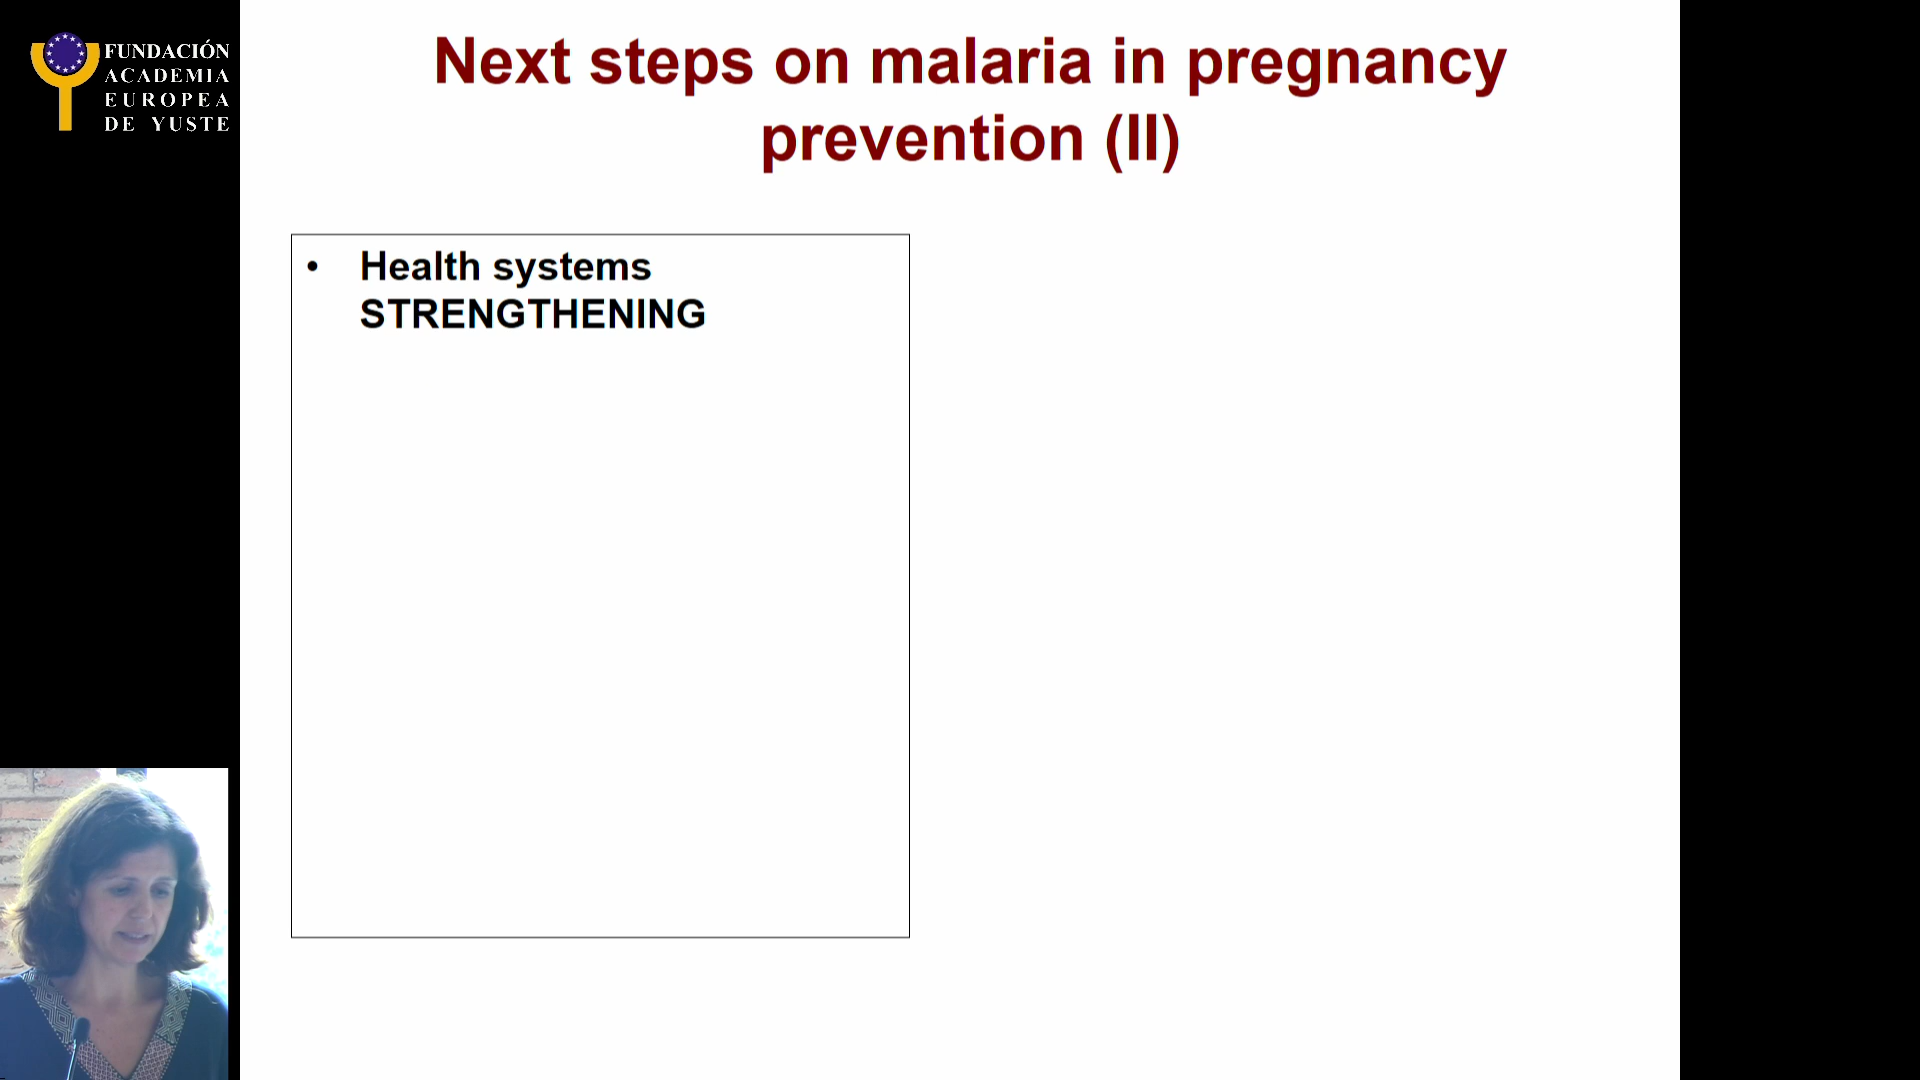 FUNDACIÓN
ACADEMIA
EUROPEA
DE YUSTE
Next steps on malaria in pregnancy
prevention (II)
• Health systems
STRENGTHENING